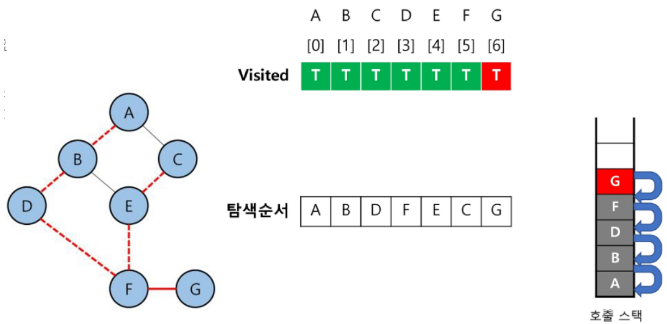 A B C D E F G
[0] [1] [2] [3] [4] [5] [6]
Visited T T T T T T T
A
B C
D E
F G
탐색순서 A B D F E C G
G
F
D
B
A
호출 스택